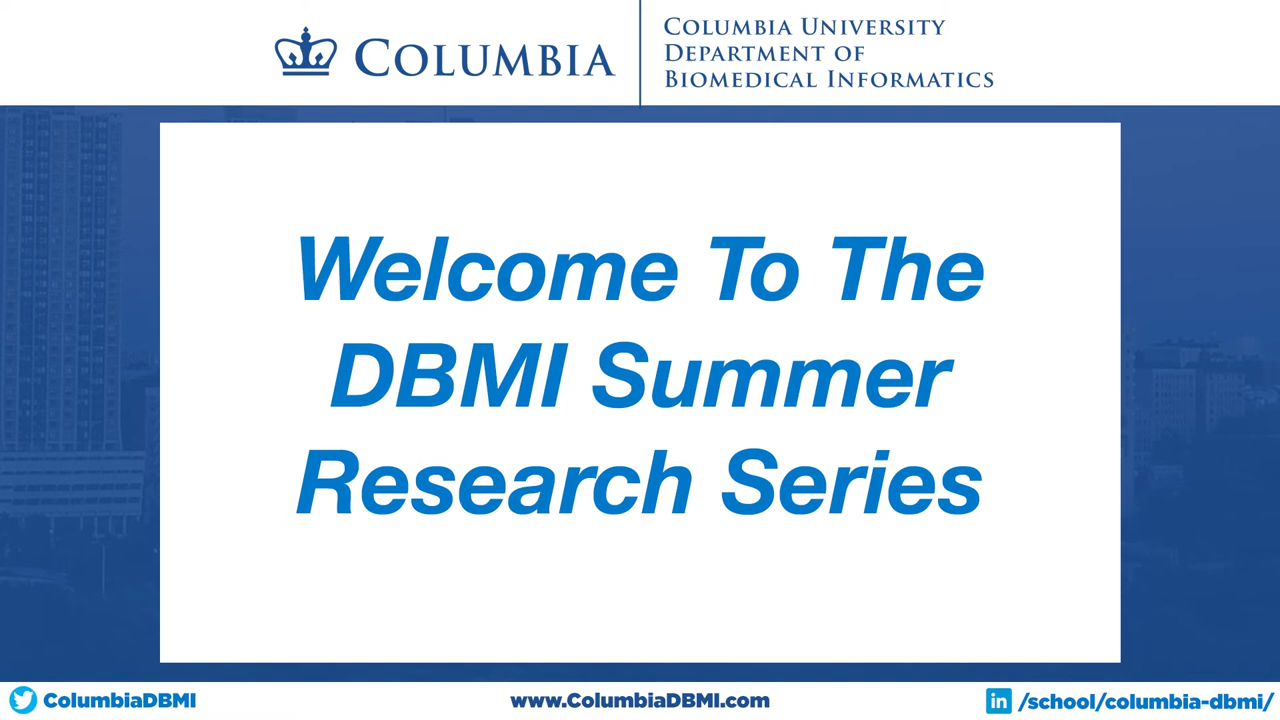 COLUMBIA
COLUMBIA UNIVERSITY
DEPARTMENT OF
BIOMEDICAL INFORMATICS
Welcome To The
DBMI Summer
Research Series
ColumbiaDBMI
www.ColumbiaDBMI.com
in /school/columbia-dbmi/